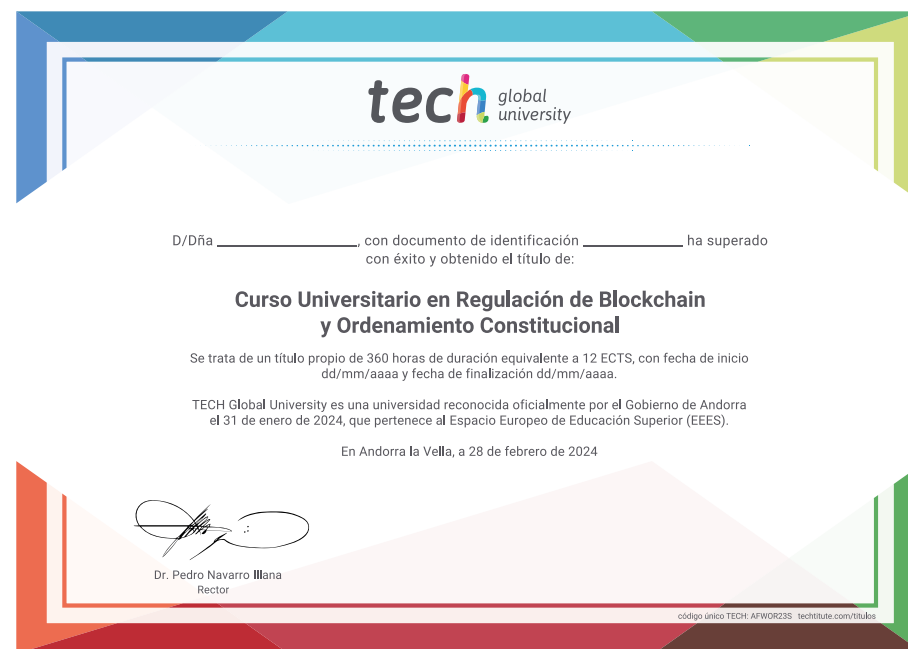 tech global university
D/Dña ____________________, con documento de identificación ______________ ha superado
con éxito y obtenido el título de:
Curso Universitario en Regulación de Blockchain
y Ordenamiento Constitucional
Se trata de un título propio de 360 horas de duración equivalente a 12 ECTS, con fecha de inicio
dd/mm/aaaa y fecha de finalización dd/mm/aaaa.
TECH Global University es una universidad reconocida oficialmente por el Gobierno de Andorra
el 31 de enero de 2024, que pertenece al Espacio Europeo de Educación Superior (EEES).
En Andorra la Vella, a 28 de febrero de 2024
Dr. Pedro Navarro Illana
Rector
código único TECH: AFWOR23S techtitute.com/titulos